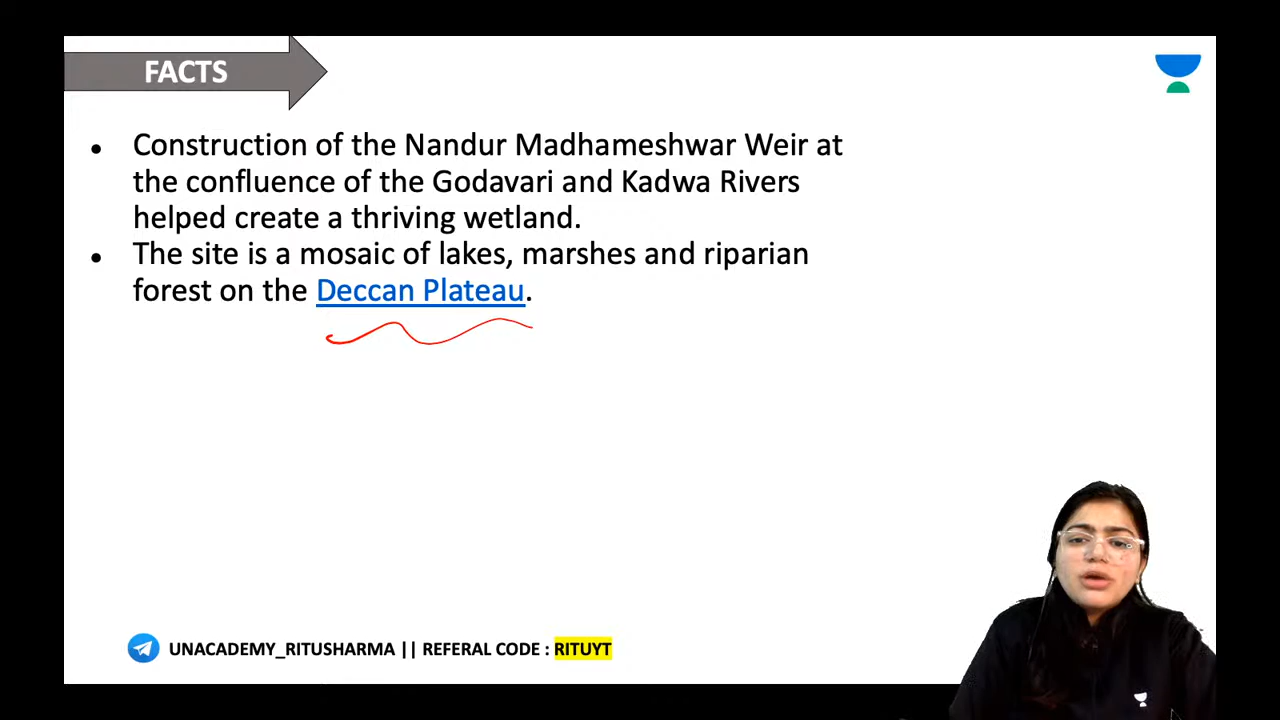 FACTS
● Construction of the Nandur Madhameshwar Weir at
the confluence of the Godavari and Kadwa Rivers
helped create a thriving wetland.
● The site is a mosaic of lakes, marshes and riparian
forest on the Deccan Plateau.
UNACADEMY_RITUSHARMA || REFERAL CODE : RITUYT